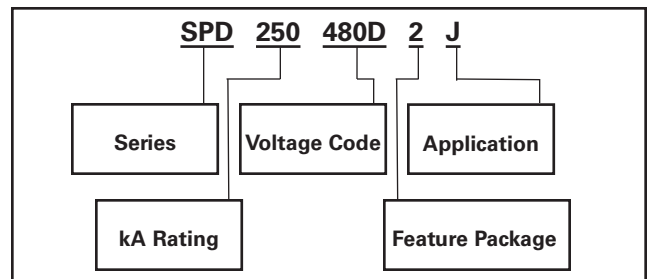 SPD 250 480D 2 J
Series Voltage Code Application
kA Rating Feature Package